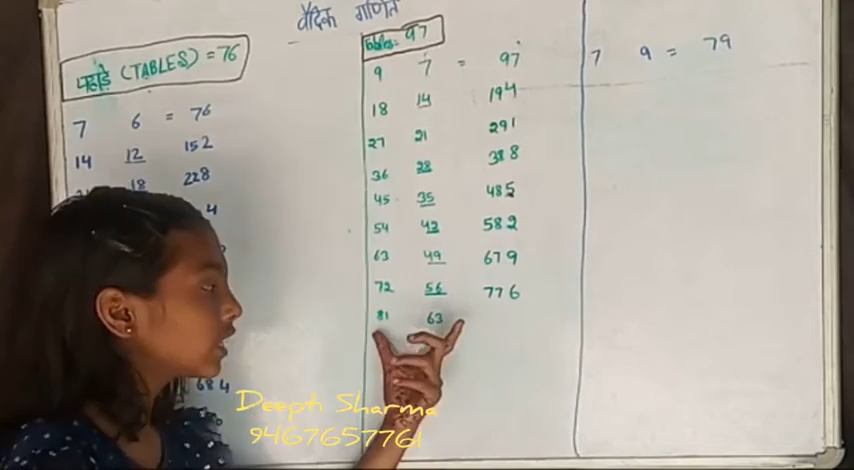 वैदिक गणित
पहाड़े (TABLES) = 76
7 6 = 76
14 12 152
18 228
4
684
Tables = 97
9 7 = 97
18 14 194
27 21 291
36 28 388
45 35 485
54 42 582
63 49 679
72 56 776
81 63
7 9 = 79
Deepti Sharma
9467657761